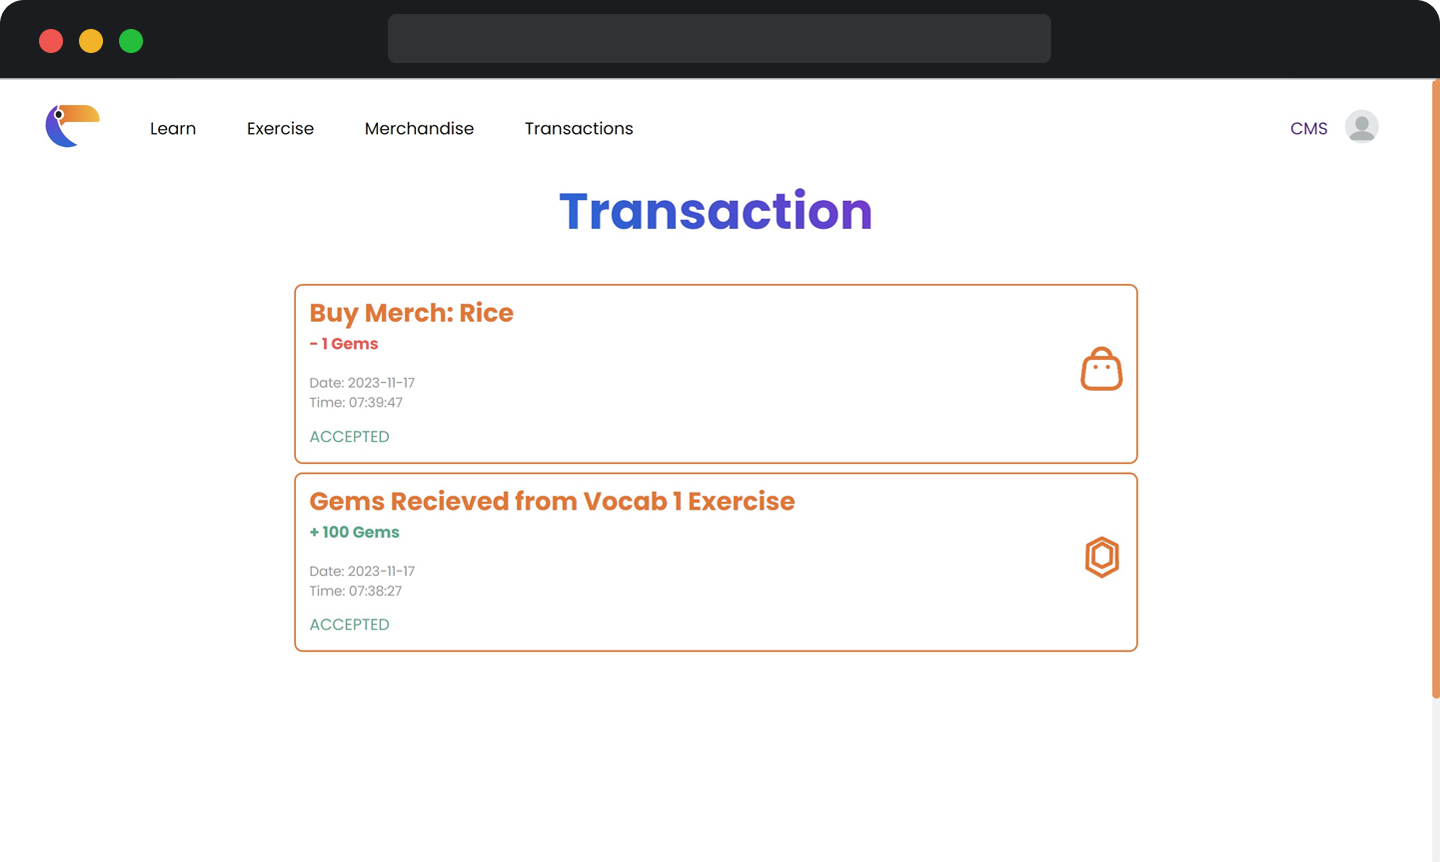 Learn Exercise Merchandise Transactions CMS
Transaction
Buy Merch: Rice
- 1 Gems
Date: 2023-11-17
Time: 07:39:47
ACCEPTED
Gems Recieved from Vocab 1 Exercise
+ 100 Gems
Date: 2023-11-17
Time: 07:38:27
ACCEPTED